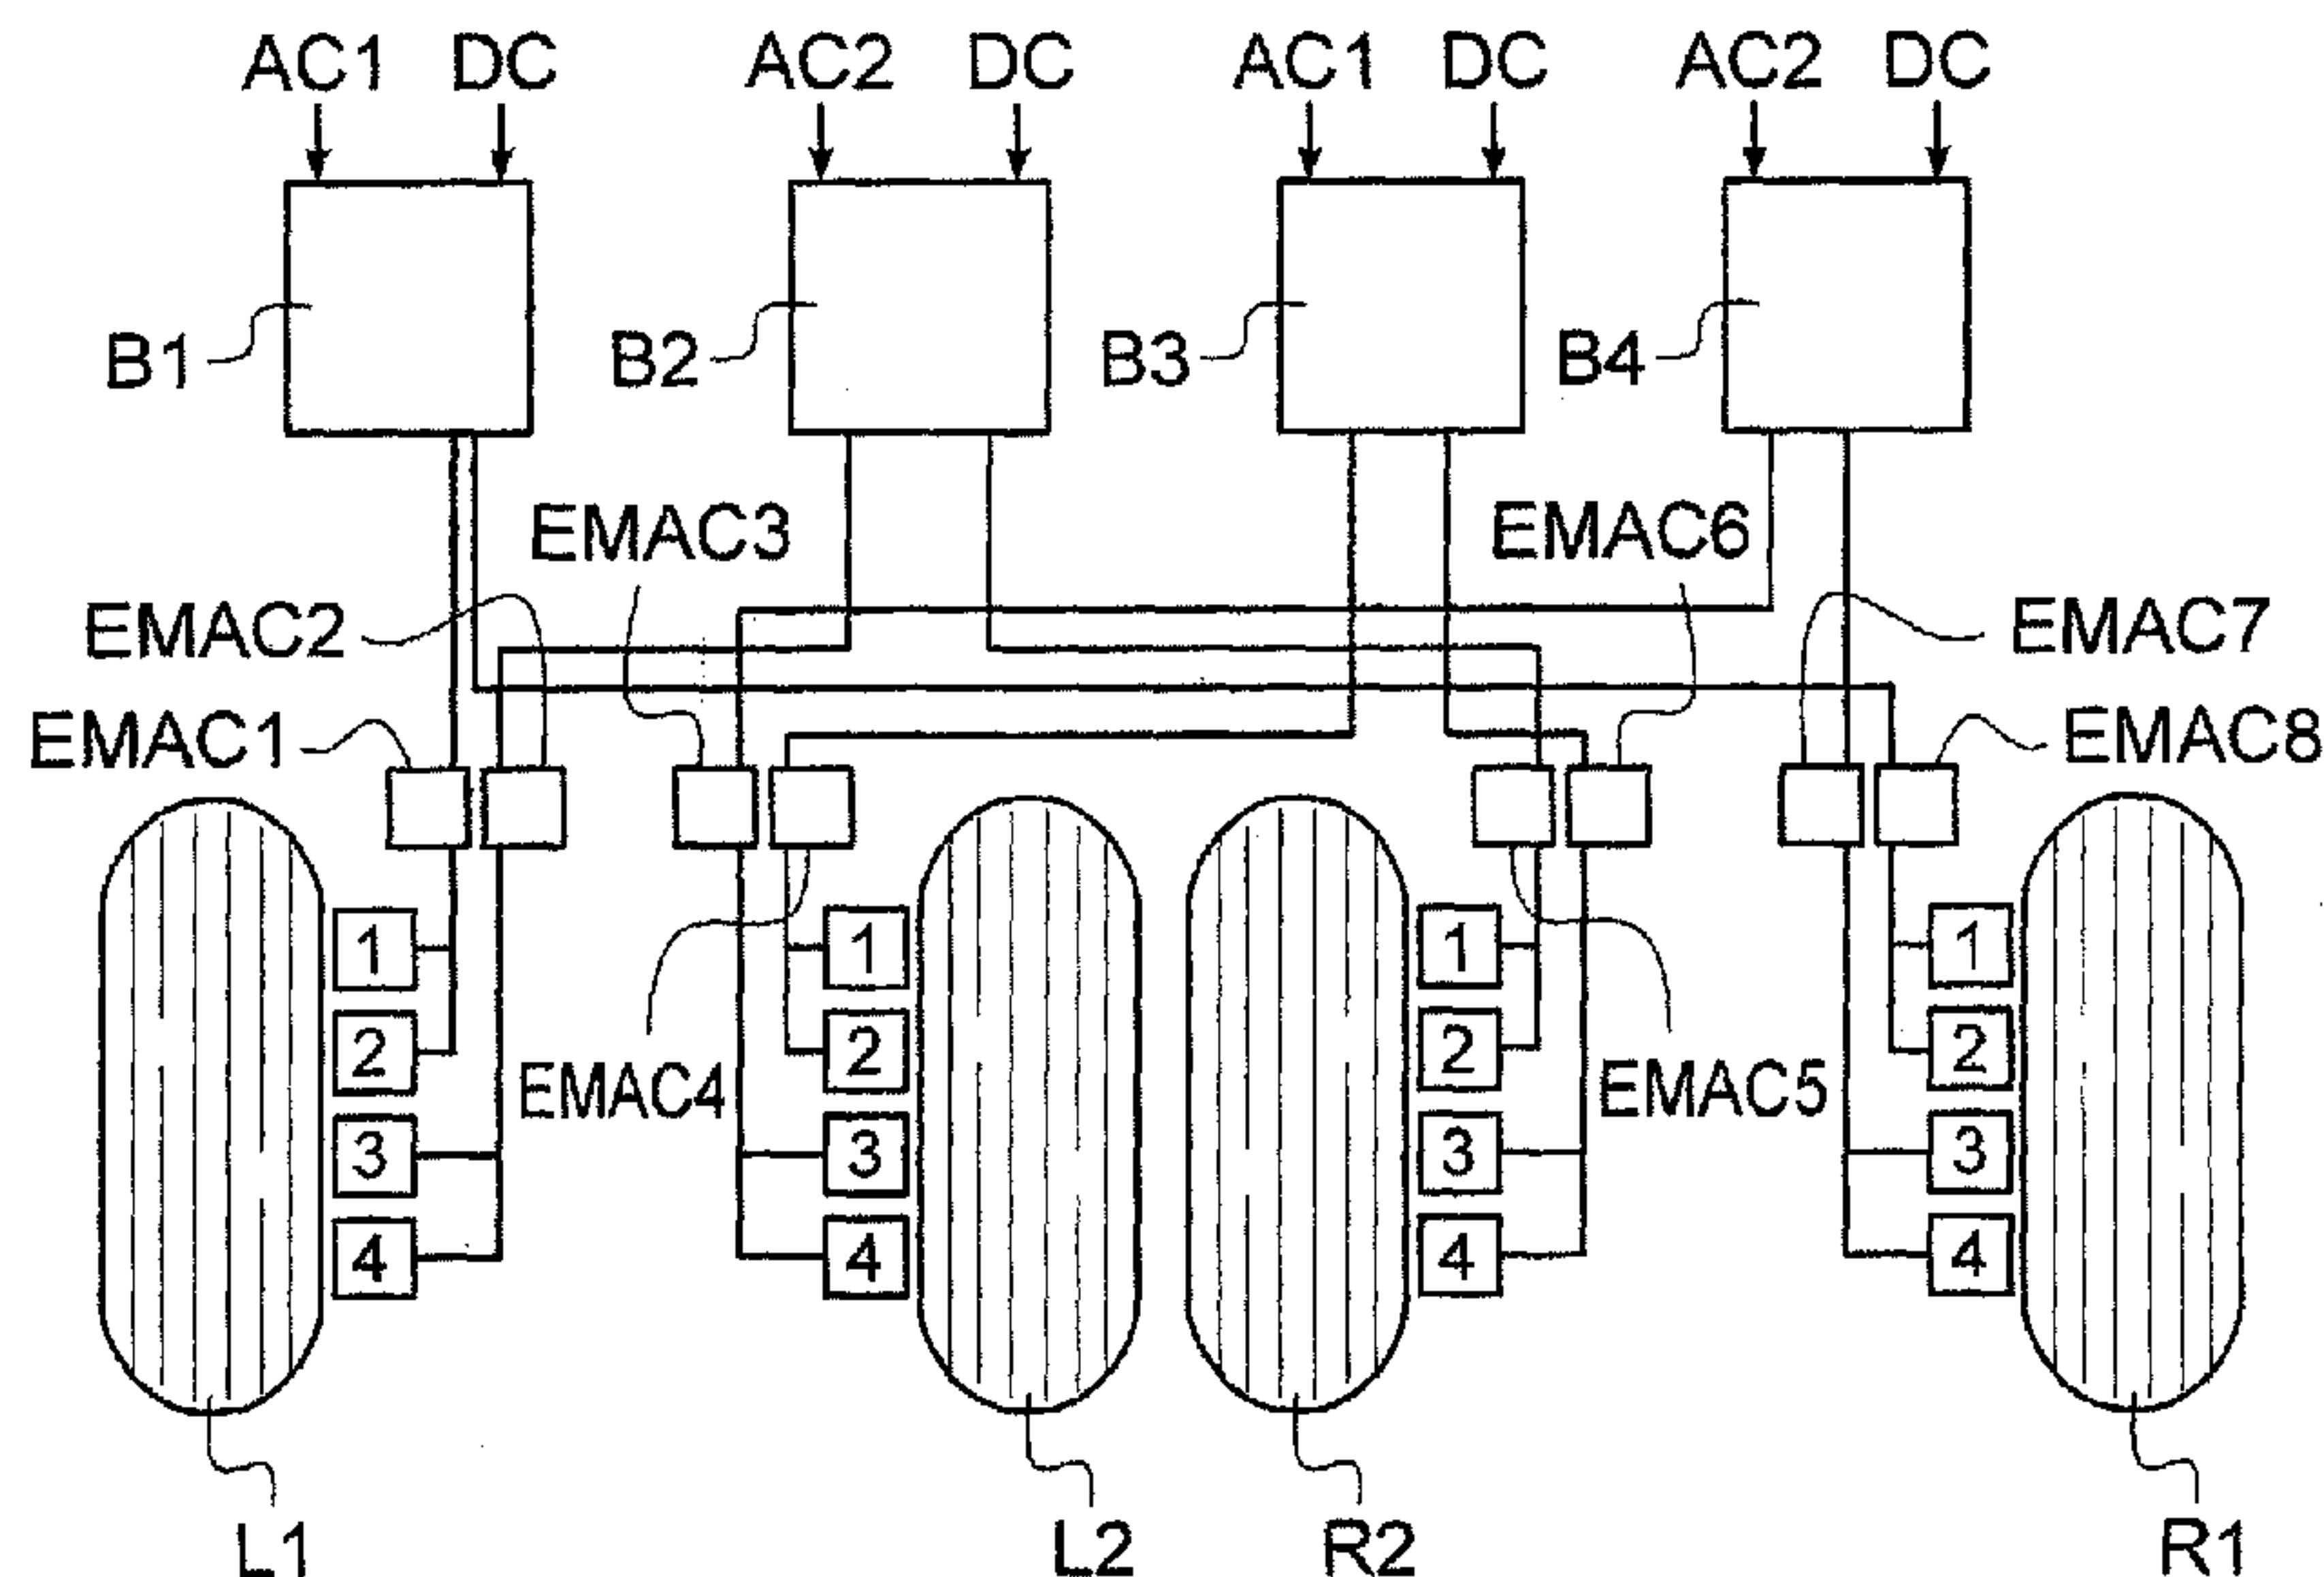 AC1 DC AC2 DC AC1 DC AC2 DC
B1 B2 B3 B4
EMAC3 EMAC6
EMAC2 EMAC7
EMAC1 EMAC8
1 1 1 1
2 2 2 2
EMAC4 EMAC5
3 3 3 3
4 4 4 4
L1 L2 R2 R1